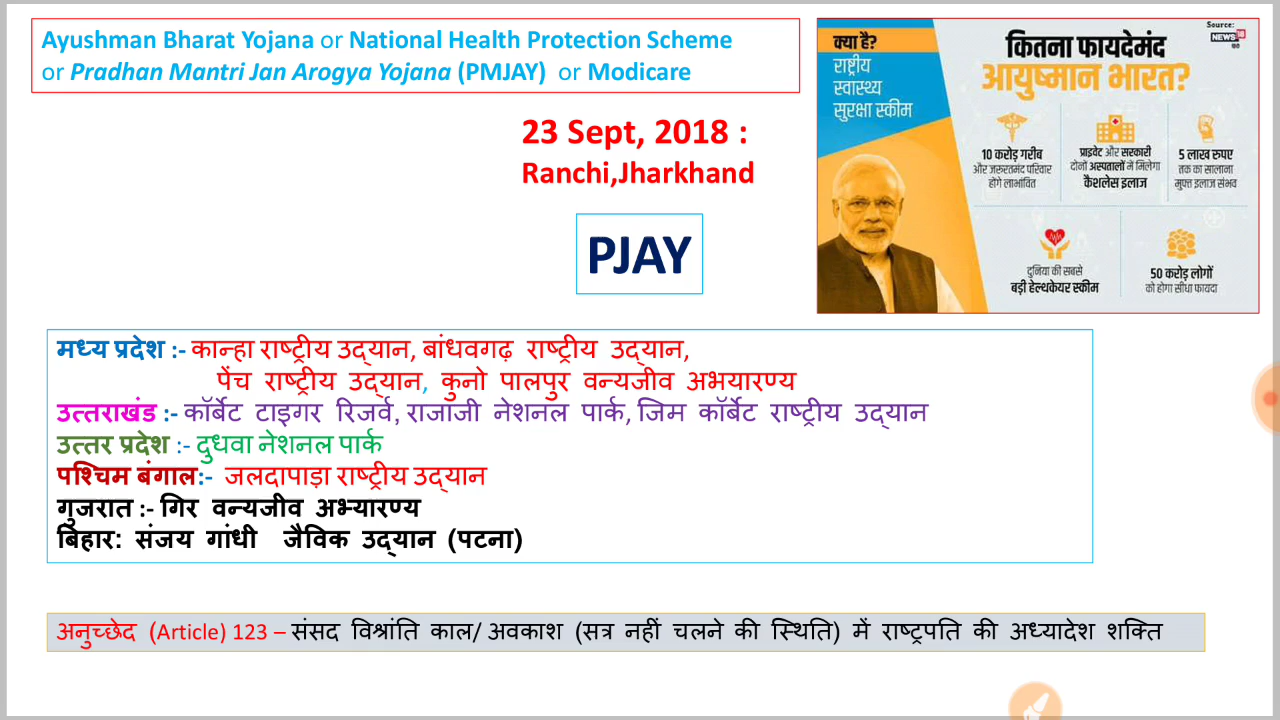 Ayushman Bharat Yojana or National Health Protection Scheme
or Pradhan Mantri Jan Arogya Yojana (PMJAY) or Modicare
23 Sept, 2018 :
Ranchi,Jharkhand
PJAY
Source:
NEWS18
क्या है?
राष्ट्रीय
स्वास्थ्य
सुरक्षा स्कीम
कितना फायदेमंद
आयुष्मान भारत?
10 करोड़ गरीब
और जरूरतमंद परिवार
होंगे लाभांवित
प्राइवेट और सरकारी
दोनों अस्पतालों में मिलेगा
कैशलेस इलाज
5 लाख रुपए
तक का सालाना
मुफ्त इलाज संभव
दुनिया की सबसे
बड़ी हेल्थकेयर स्कीम
50 करोड़ लोगों
को होगा सीधा फायदा
मध्य प्रदेश :- कान्हा राष्ट्रीय उद्यान, बांधवगढ़ राष्ट्रीय उद्यान,
पेंच राष्ट्रीय उद्यान, कुनो पालपुर वन्यजीव अभयारण्य
उत्तराखंड :- कॉर्बेट टाइगर रिजर्व, राजाजी नेशनल पार्क, जिम कॉर्बेट राष्ट्रीय उद्यान
उत्तर प्रदेश :- दुधवा नेशनल पार्क
पश्चिम बंगाल:- जलदापाड़ा राष्ट्रीय उद्यान
गुजरात :- गिर वन्यजीव अभ्यारण्य
बिहार: संजय गांधी जैविक उद्यान (पटना)
अनुच्छेद (Article) 123 – संसद विश्रांति काल/ अवकाश (सत्र नहीं चलने की स्थिति) में राष्ट्रपति की अध्यादेश शक्ति